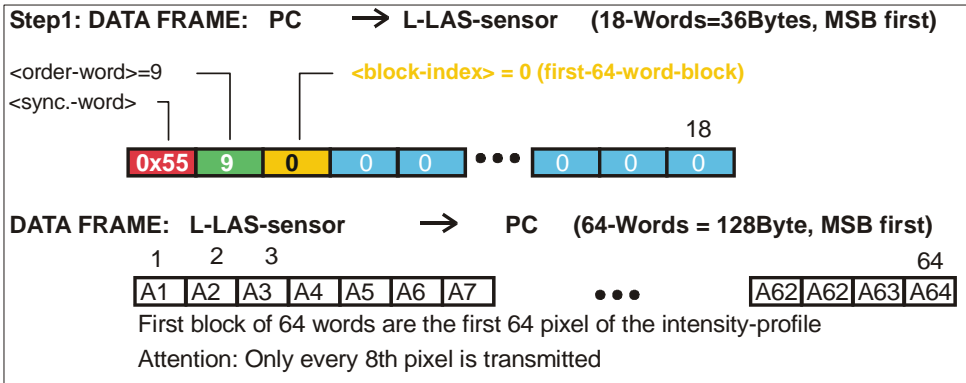 Step1: DATA FRAME: PC → L-LAS-sensor (18-Words=36Bytes, MSB first)
<order-word>=9 <block-index> = 0 (first-64-word-block)
<sync.-word>
18
0x55 9 0 0 0 ••• 0 0 0
DATA FRAME: L-LAS-sensor → PC (64-Words = 128Byte, MSB first)
1 2 3 64
A1 A2 A3 A4 A5 A6 A7 ••• A62 A62 A63 A64
First block of 64 words are the first 64 pixel of the intensity-profile
Attention: Only every 8th pixel is transmitted